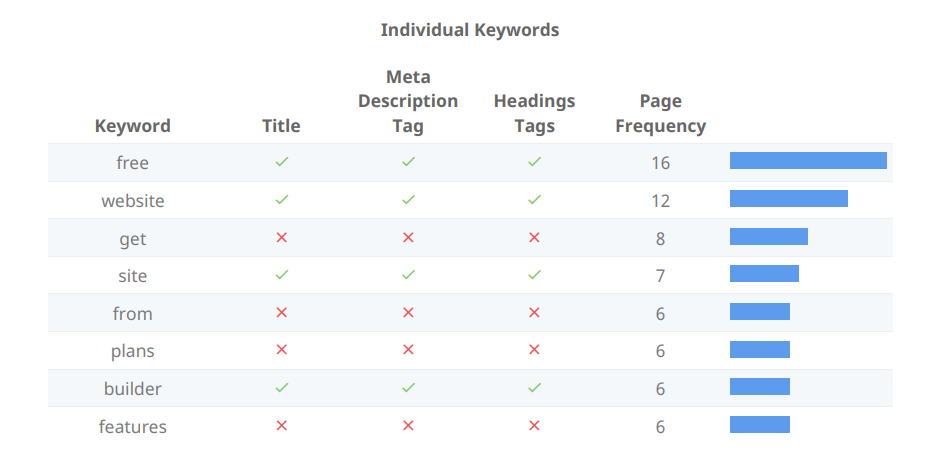 Individual Keywords
Meta
Description
Headings
Page
Keyword Title Tag Tags Frequency
free ✓ ✓ ✓ 16
website ✓ ✓ ✓ 12
get ✕ ✕ ✕ 8
site ✓ ✓ ✓ 7
from ✕ ✕ ✕ 6
plans ✕ ✕ ✕ 6
builder ✓ ✓ ✓ 6
features ✕ ✕ ✕ 6